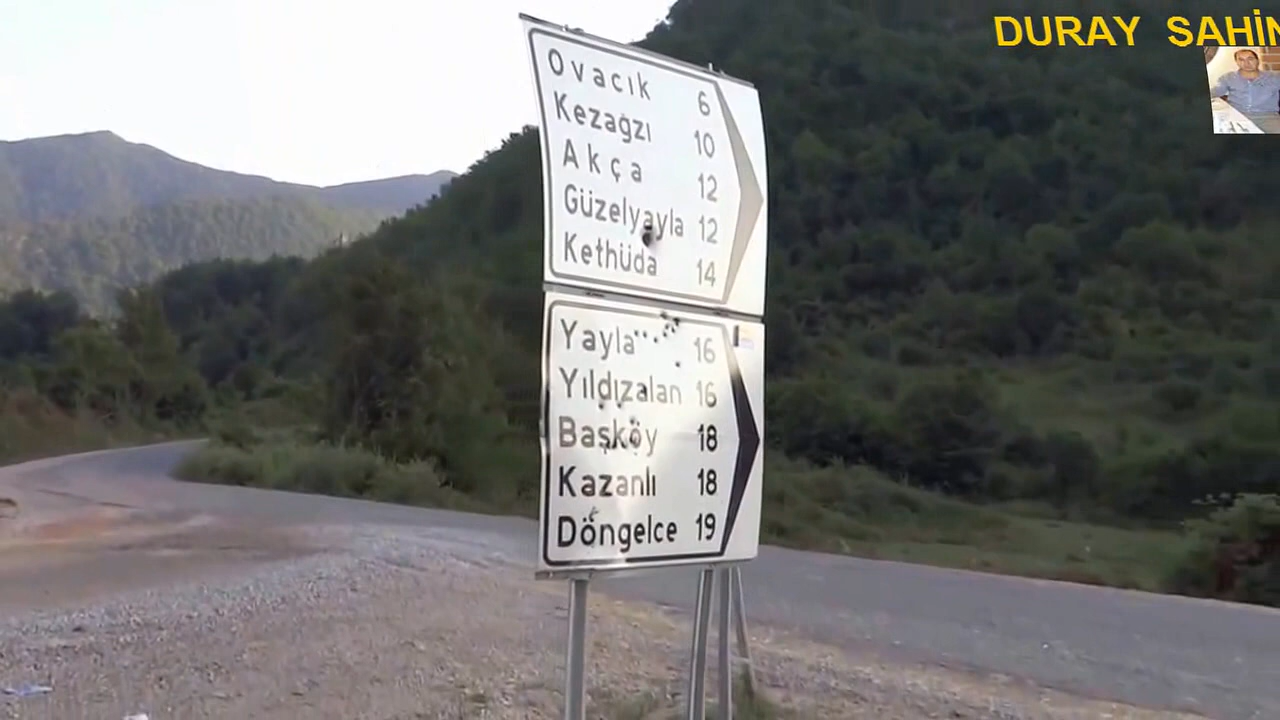 DURAY SAHİN
Ovacık 6
Kezağzı 10
Akça 12
Güzelyayla 12
Kethüda 14
Yayla 16
Yıldızalan 16
Başköy 18
Kazanlı 18
Döngelce 19